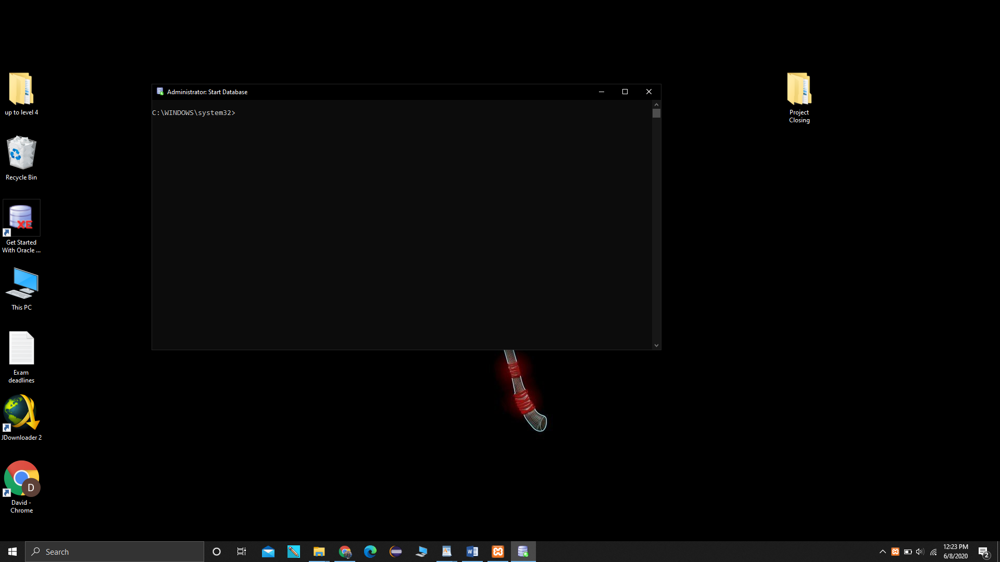 up to level 4
Recycle Bin
XE
Get Started
With Oracle ...
This PC
Exam
deadlines
JDownloader 2
D
David -
Chrome
Administrator: Start Database
C:\WINDOWS\system32>
Project
Closing
Search
12:23 PM
6/8/2020
2